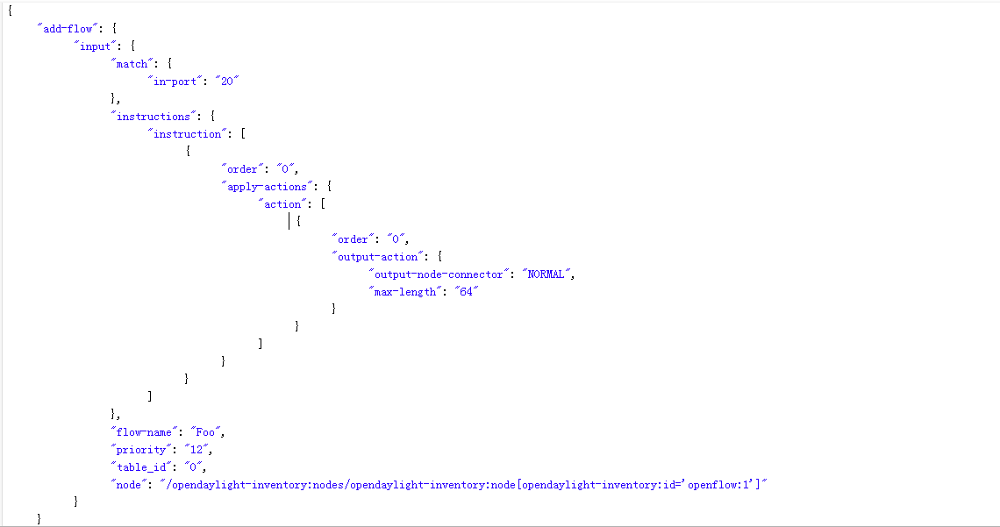 {
"add-flow": {
"input": {
"match": {
"in-port": "20"
},
"instructions": {
"instruction": [
{
"order": "0",
"apply-actions": {
"action": [
{
"order": "0",
"output-action": {
"output-node-connector": "NORMAL",
"max-length": "64"
}
}
]
}
}
]
},
"flow-name": "Foo",
"priority": "12",
"table_id": "0",
"node": "/opendaylight-inventory:nodes/opendaylight-inventory:node[opendaylight-inventory:id='openflow:1']"
}
}